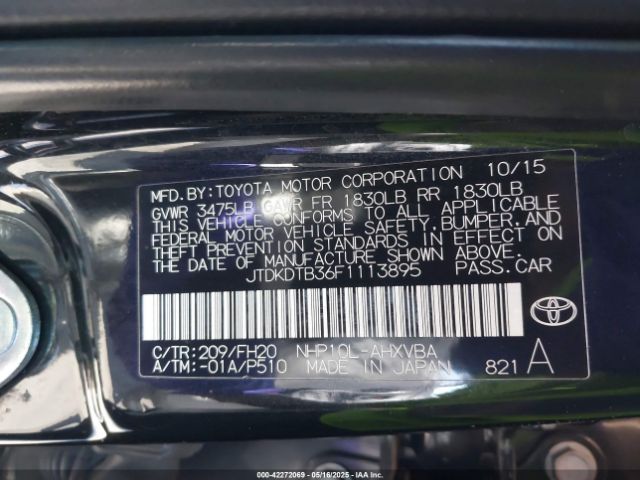 MFD.BY:TOYOTA MOTOR CORPORATION 10/15
GVWR 3475LB GAWR FR 1830LB RR 1830LB
THIS VEHICLE CONFORMS TO ALL APPLICABLE
FEDERAL MOTOR VEHICLE SAFETY,BUMPER,AND
THEFT PREVENTION STANDARDS IN EFFECT ON
THE DATE OF MANUFACTURE SHOWN ABOVE.
JTDKDTB36F1113895 PASS.CAR
C/TR:209/FH20 NHP10L-AHXVBA
A/TM:-01A/P510 MADE IN JAPAN 821 A
000-42272069 05/16/2025 IAAI.COM